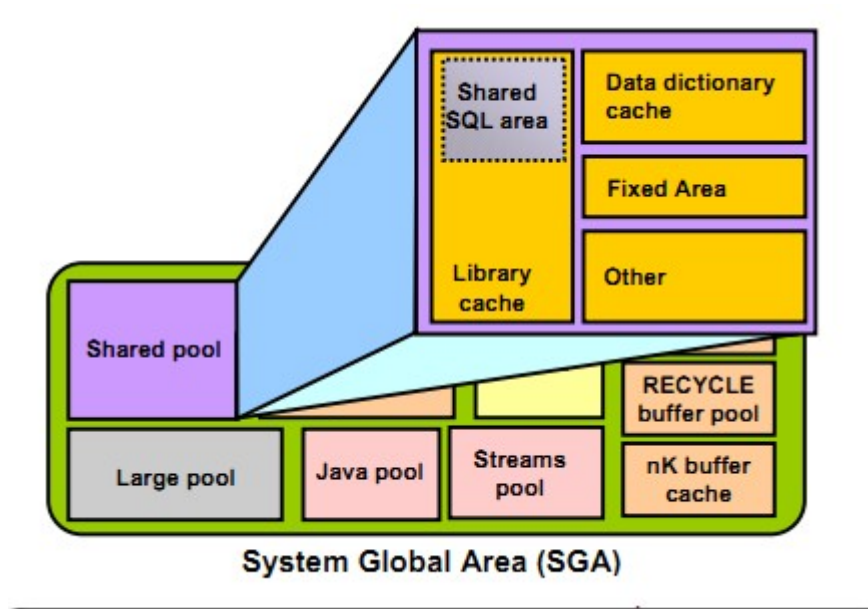 Shared
SQL area
Library
cache
Data dictionary
cache
Fixed Area
Other
Shared pool
RECYCLE
buffer pool
Large pool
Java pool
Streams
pool
nK buffer
cache
System Global Area (SGA)